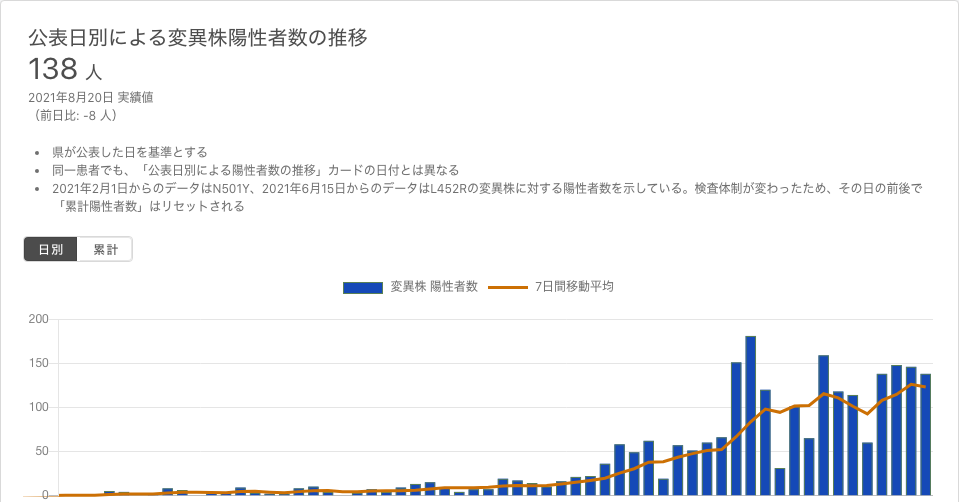 公表日別による変異株陽性者数の推移
138 人
2021年8月20日 実績値
（前日比: -8 人）
• 県が公表した日を基準とする
• 同一患者でも、「公表日別による陽性者数の推移」カードの日付とは異なる
• 2021年2月1日からのデータはN501Y、2021年6月15日からのデータはL452Rの変異株に対する陽性者数を示している。検査体制が変わったため、その日の前後で
「累計陽性者数」はリセットされる
日別 累計
変異株 陽性者数 7日間移動平均
200
150
100
50
0